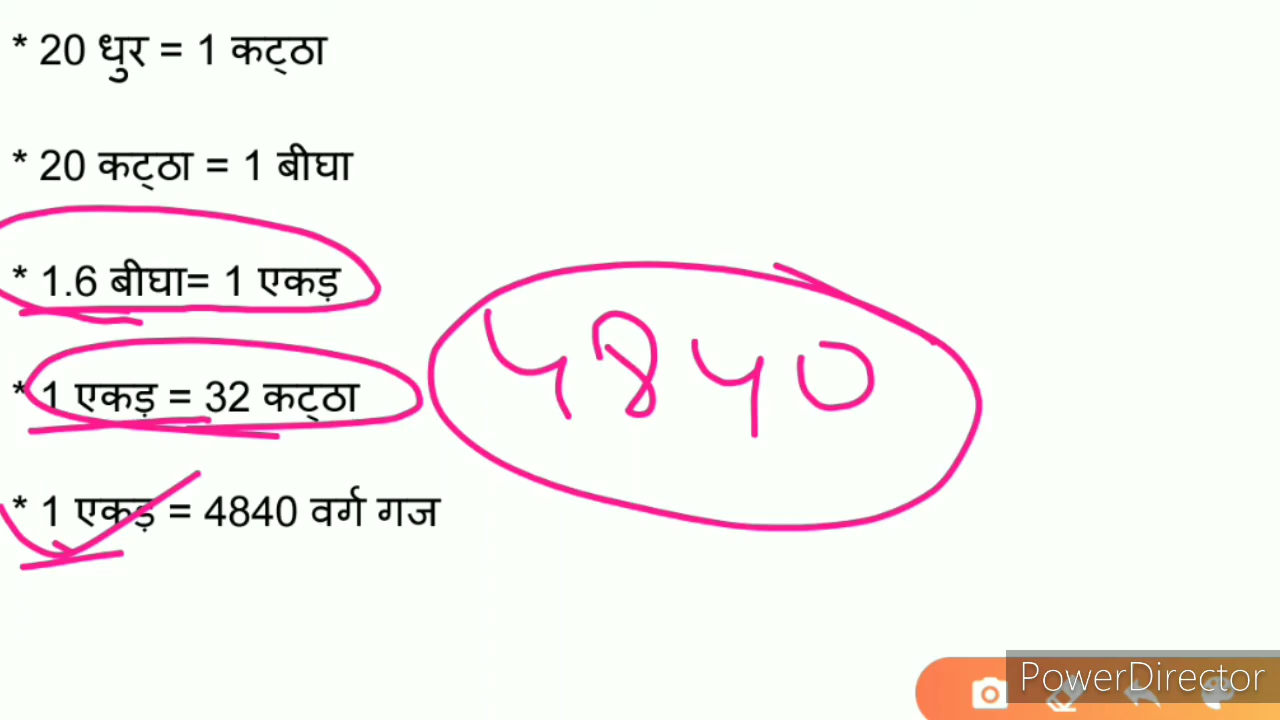 * 20 धुर = 1 कट्ठा
* 20 कट्ठा = 1 बीघा
* 1.6 बीघा= 1 एकड़
* 1 एकड़ = 32 कट्ठा
4840
* 1 एकड़ = 4840 वर्ग गज
PowerDirector